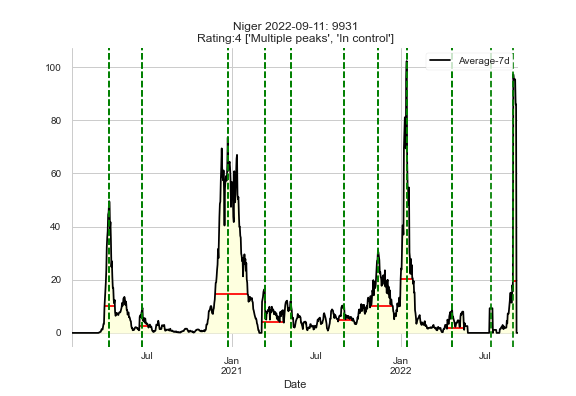 Niger 2022-09-11: 9931
Rating:4 ['Multiple peaks', 'In control']
Average-7d
100
80
60
40
20
0
Jul
Jan
2021
Jul
Jan
2022
Jul
Date